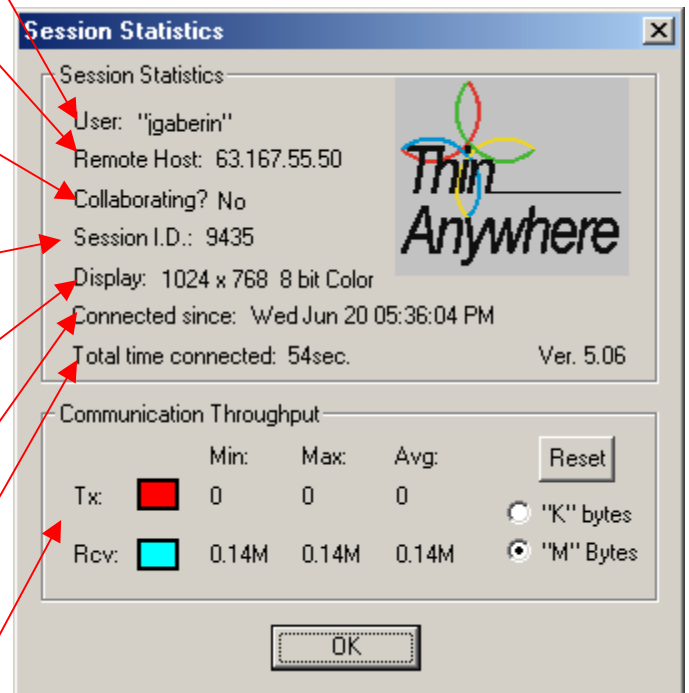 Session Statistics
Session Statistics
User: "jgaberin"
Remote Host: 63.167.55.50
Collaborating? No
Session I.D.: 9435
Display: 1024 x 768 8 bit Color
Connected since: Wed Jun 20 05:36:04 PM
Total time connected: 54sec. Ver. 5.06
Thin
Anywhere
Communication Throughput
Min: Max: Avg: Reset
Tx: 0 0 0 "K" bytes
Rcv: 0.14M 0.14M 0.14M "M" Bytes
OK